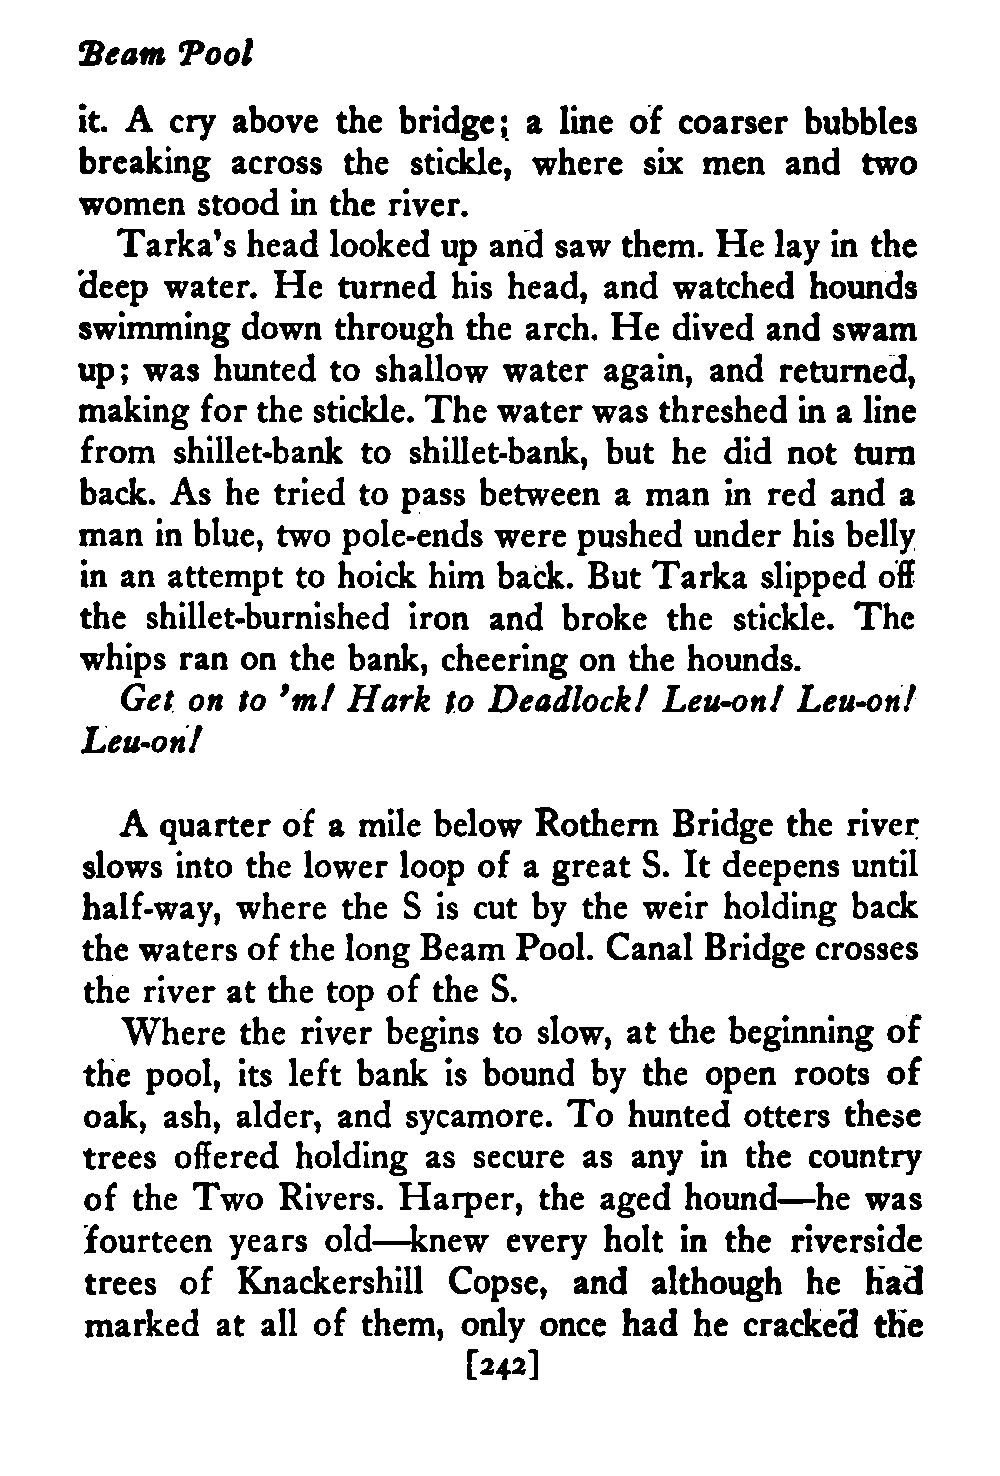 Beam Pool
it. A cry above the bridge; a line of coarser bubbles
breaking across the stickle, where six men and two
women stood in the river.
Tarka's head looked up and saw them. He lay in the
deep water. He turned his head, and watched hounds
swimming down through the arch. He dived and swam
up; was hunted to shallow water again, and returned,
making for the stickle. The water was threshed in a line
from shillet-bank to shillet-bank, but he did not turn
back. As he tried to pass between a man in red and a
man in blue, two pole-ends were pushed under his belly
in an attempt to hoick him back. But Tarka slipped off
the shillet-burnished iron and broke the stickle. The
whips ran on the bank, cheering on the hounds.
Get on to 'm! Hark to Deadlock! Leu-on! Leu-on!
Leu-on!
A quarter of a mile below Rothern Bridge the river
slows into the lower loop of a great S. It deepens until
half-way, where the S is cut by the weir holding back
the waters of the long Beam Pool. Canal Bridge crosses
the river at the top of the S.
Where the river begins to slow, at the beginning of
the pool, its left bank is bound by the open roots of
oak, ash, alder, and sycamore. To hunted otters these
trees offered holding as secure as any in the country
of the Two Rivers. Harper, the aged hound—he was
fourteen years old—knew every holt in the riverside
trees of Knackershill Copse, and although he had
marked at all of them, only once had he cracked the
[242]